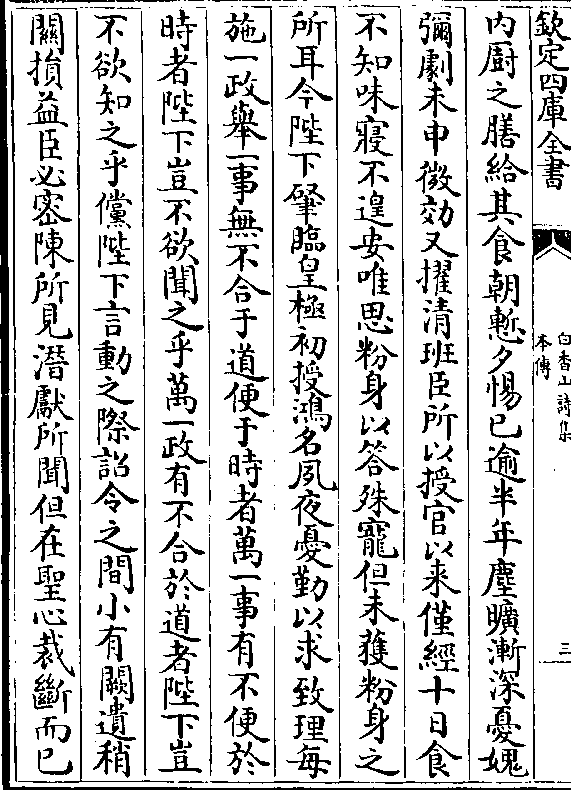 欽定四庫全書
白香山詩集
本傳
三
内厨之膳給其食朝慙夕惕已逾半年塵曠漸深憂媿
彌劇未申微効又擢清班臣所以授官以来僅經十日食
不知味寢不遑安唯思粉身以答殊寵但未獲粉身之
所耳今陛下肇臨皇極初授鴻名夙夜憂勤以求致理每
施一政舉一事無不合于道便于時者萬一事有不便於
時者陛下豈不欲聞之乎萬一政有不合於道者陛下豈
不欲知之乎儻陛下言動之際詔令之間小有闕遺稍
關損益臣必密陳所見潛獻所聞但在聖心裁斷而已